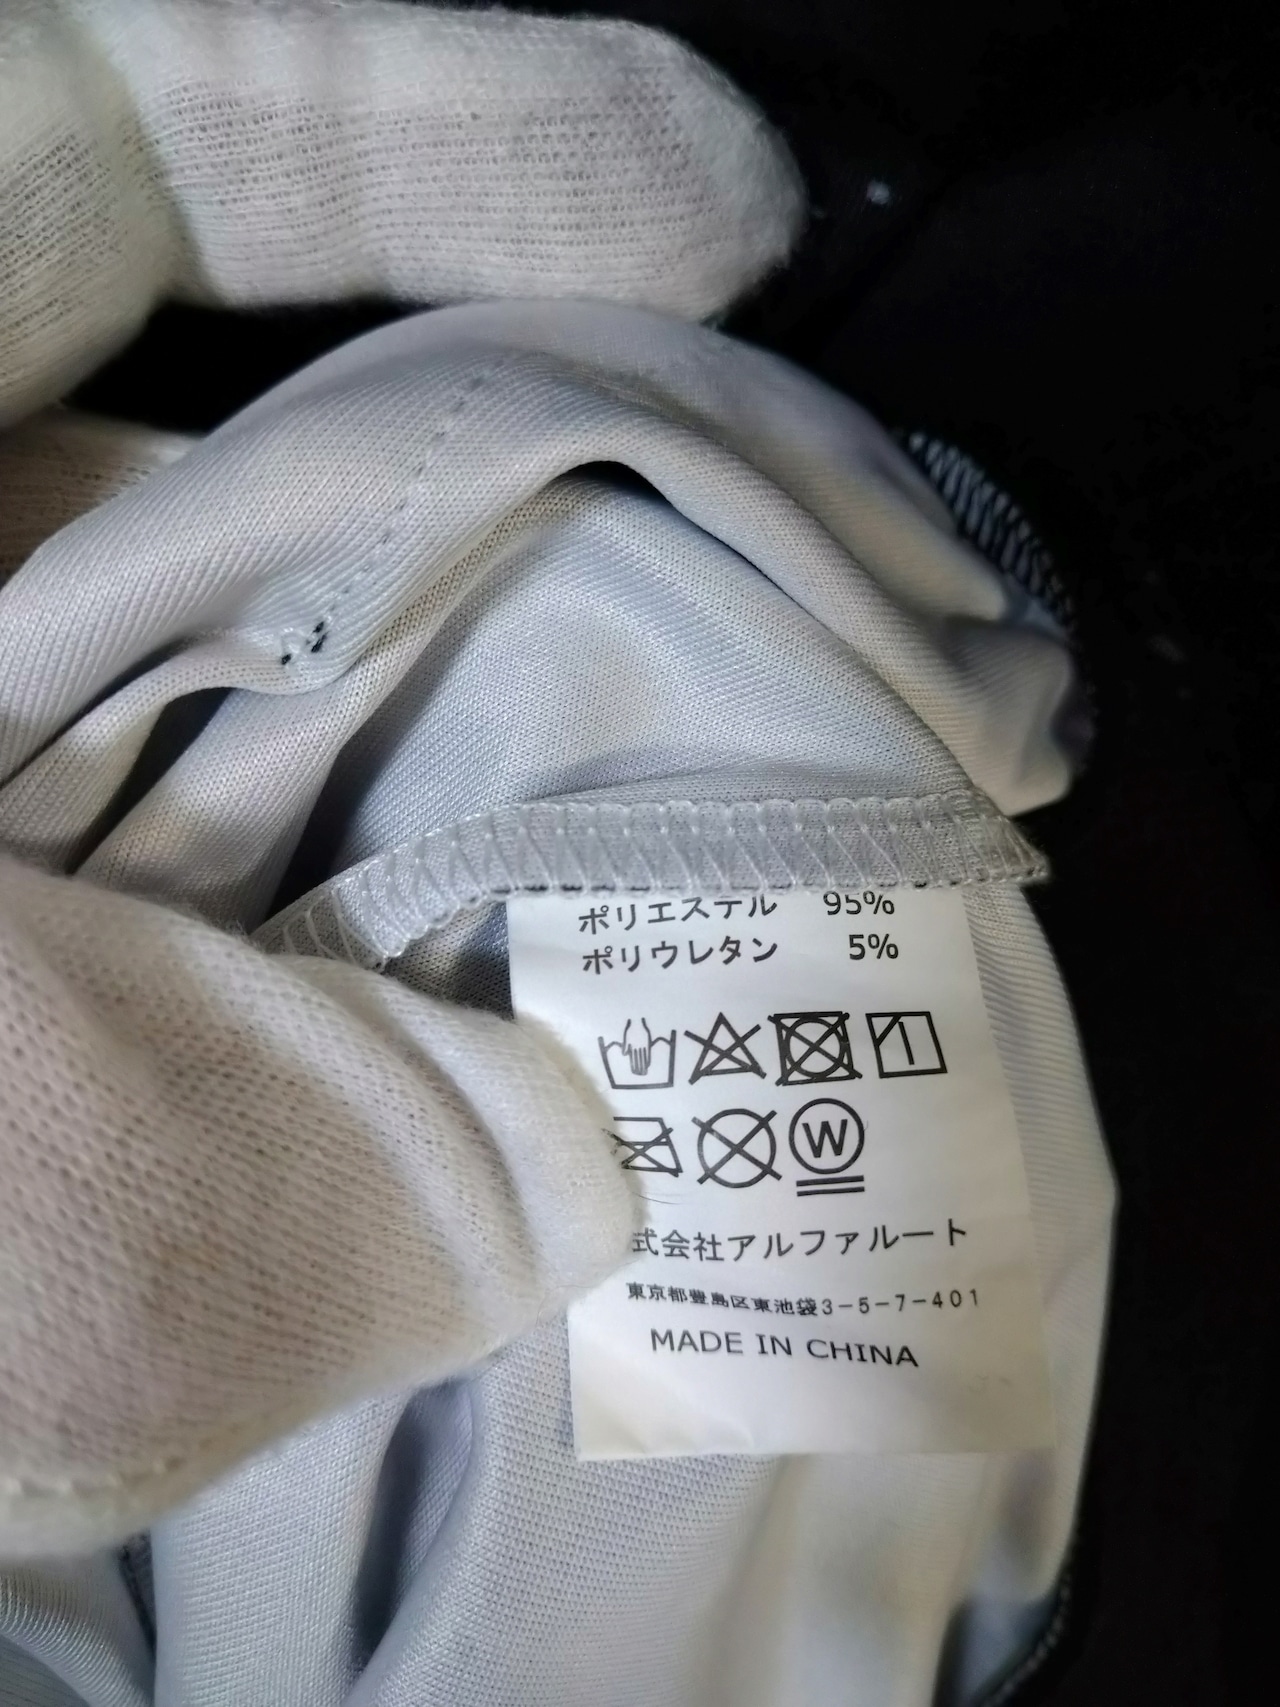 ポリエステル 95%
ポリウレタン 5%
W
式会社アルファルート
東京都豊島区東池袋3-5-7-401
MADE IN CHINA